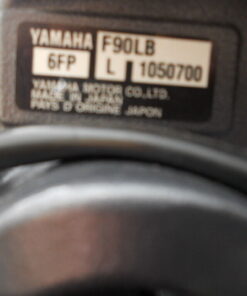 YAMAHA F90LB
6FP L 1050700
YAMAHA MOTOR CO.,LTD.
MADE IN JAPAN
PAYS D'ORIGINE JAPON